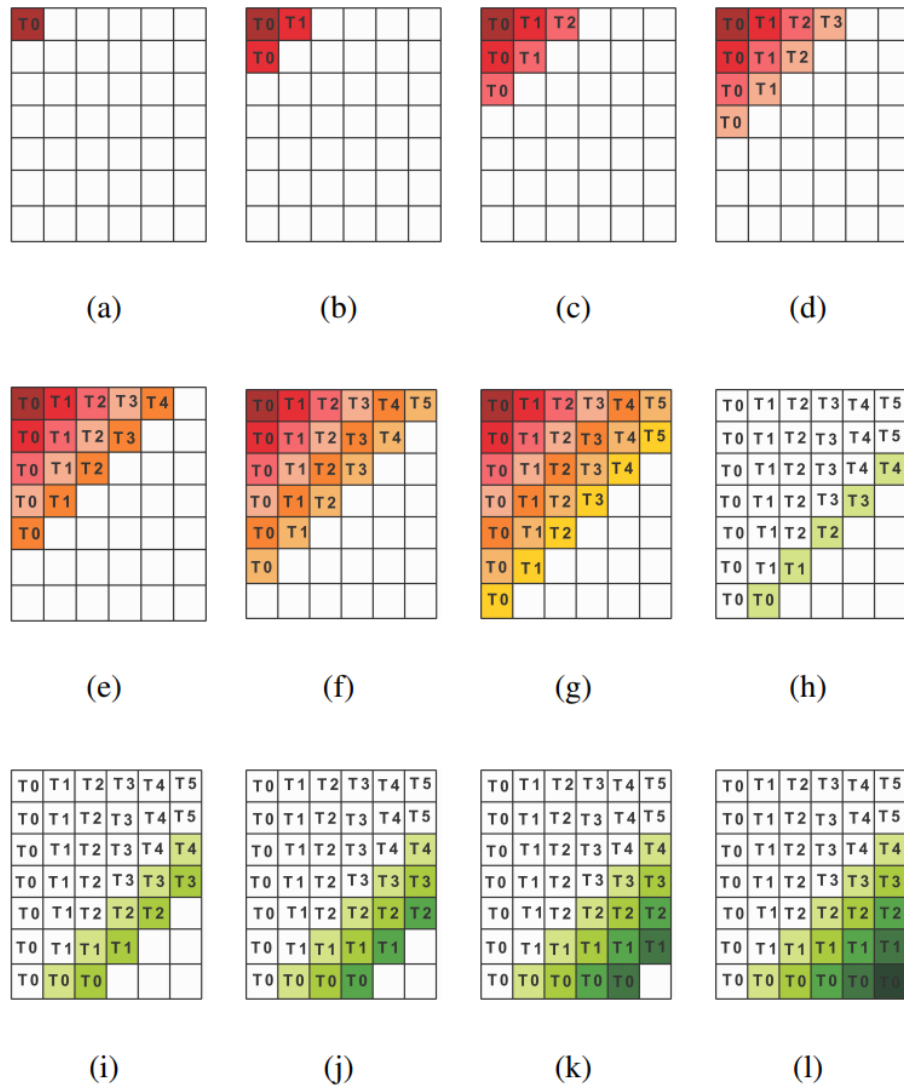 T0
(a)
T0 T1
T0
(b)
T0 T1 T2
T0 T1
T0
(c)
T0 T1 T2 T3
T0 T1 T2
T0 T1
T0
(d)
T0 T1 T2 T3 T4
T0 T1 T2 T3
T0 T1 T2
T0 T1
T0
(e)
T0 T1 T2 T3 T4 T5
T0 T1 T2 T3 T4
T0 T1 T2 T3
T0 T1 T2
T0 T1
T0
(f)
T0 T1 T2 T3 T4 T5
T0 T1 T2 T3 T4 T5
T0 T1 T2 T3 T4
T0 T1 T2 T3
T0 T1 T2
T0 T1
T0
(g)
T0 T1 T2 T3 T4 T5
T0 T1 T2 T3 T4 T5
T0 T1 T2 T3 T4 T4
T0 T1 T2 T3 T3
T0 T1 T2 T2
T0 T1 T1
T0 T0
(h)
T0 T1 T2 T3 T4 T5
T0 T1 T2 T3 T4 T5
T0 T1 T2 T3 T4 T4
T0 T1 T2 T3 T3 T3
T0 T1 T2 T2 T2
T0 T1 T1 T1
T0 T0 T0
(i)
T0 T1 T2 T3 T4 T5
T0 T1 T2 T3 T4 T5
T0 T1 T2 T3 T4 T4
T0 T1 T2 T3 T3 T3
T0 T1 T2 T2 T2 T2
T0 T1 T1 T1 T1
T0 T0 T0 T0
(j)
T0 T1 T2 T3 T4 T5
T0 T1 T2 T3 T4 T5
T0 T1 T2 T3 T4 T4
T0 T1 T2 T3 T3 T3
T0 T1 T2 T2 T2 T2
T0 T1 T1 T1 T1 T1
T0 T0 T0 T0 T0
(k)
T0 T1 T2 T3 T4 T5
T0 T1 T2 T3 T4 T5
T0 T1 T2 T3 T4 T4
T0 T1 T2 T3 T3 T3
T0 T1 T2 T2 T2 T2
T0 T1 T1 T1 T1 T1
T0 T0 T0 T0 T0 T0
(l)